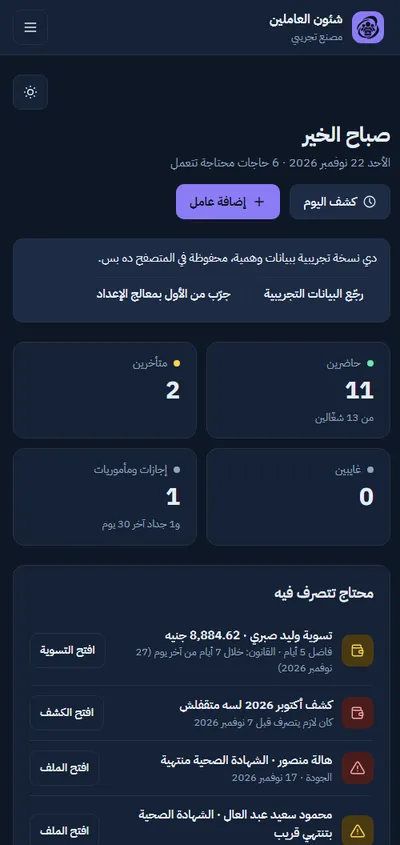 شئون العاملين
مصنع تجريبي
صباح الخير
الأحد 22 نوفمبر 2026 · 6 حاجات محتاجة تتعمل
كشف اليوم
إضافة عامل
دي نسخة تجريبية ببيانات وهمية، محفوظة في المتصفح ده بس.
رجّع البيانات التجريبية
جرّب من الأول بمعالج الإعداد
حاضرين
11
من 13 شغّالين
متأخرين
2
غايبين
0
إجازات ومأموريات
1
و1 جداد آخر 30 يوم
محتاج تتصرف فيه
تسوية وليد صبري · 8,884.62 جنيه
فاضل 5 أيام · القانون: خلال 7 أيام من آخر يوم (27
نوفمبر 2026)
افتح التسوية
كشف أكتوبر 2026 لسه متقفلش
كان لازم يتصرف قبل 7 نوفمبر 2026
افتح الكشف
هالة منصور · الشهادة الصحية منتهية
الجودة · 17 نوفمبر 2026
افتح الملف
محمود سعيد عبد العال · الشهادة الصحية
بتنتهي قريب
افتح الملف